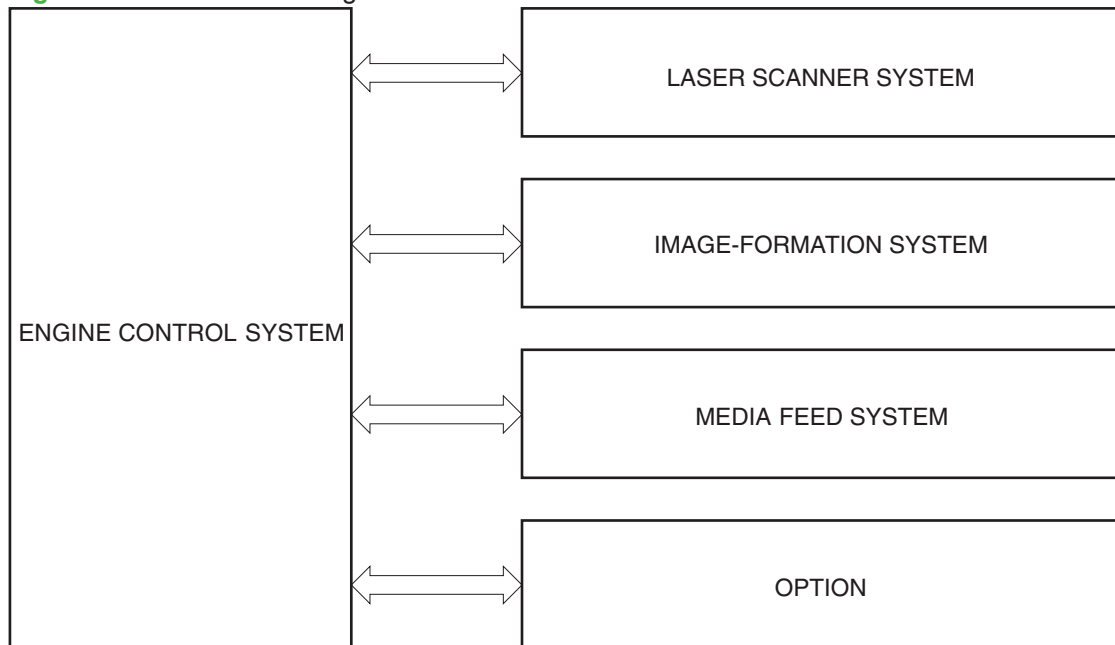 LASER SCANNER SYSTEM
IMAGE-FORMATION SYSTEM
ENGINE CONTROL SYSTEM
MEDIA FEED SYSTEM
OPTION